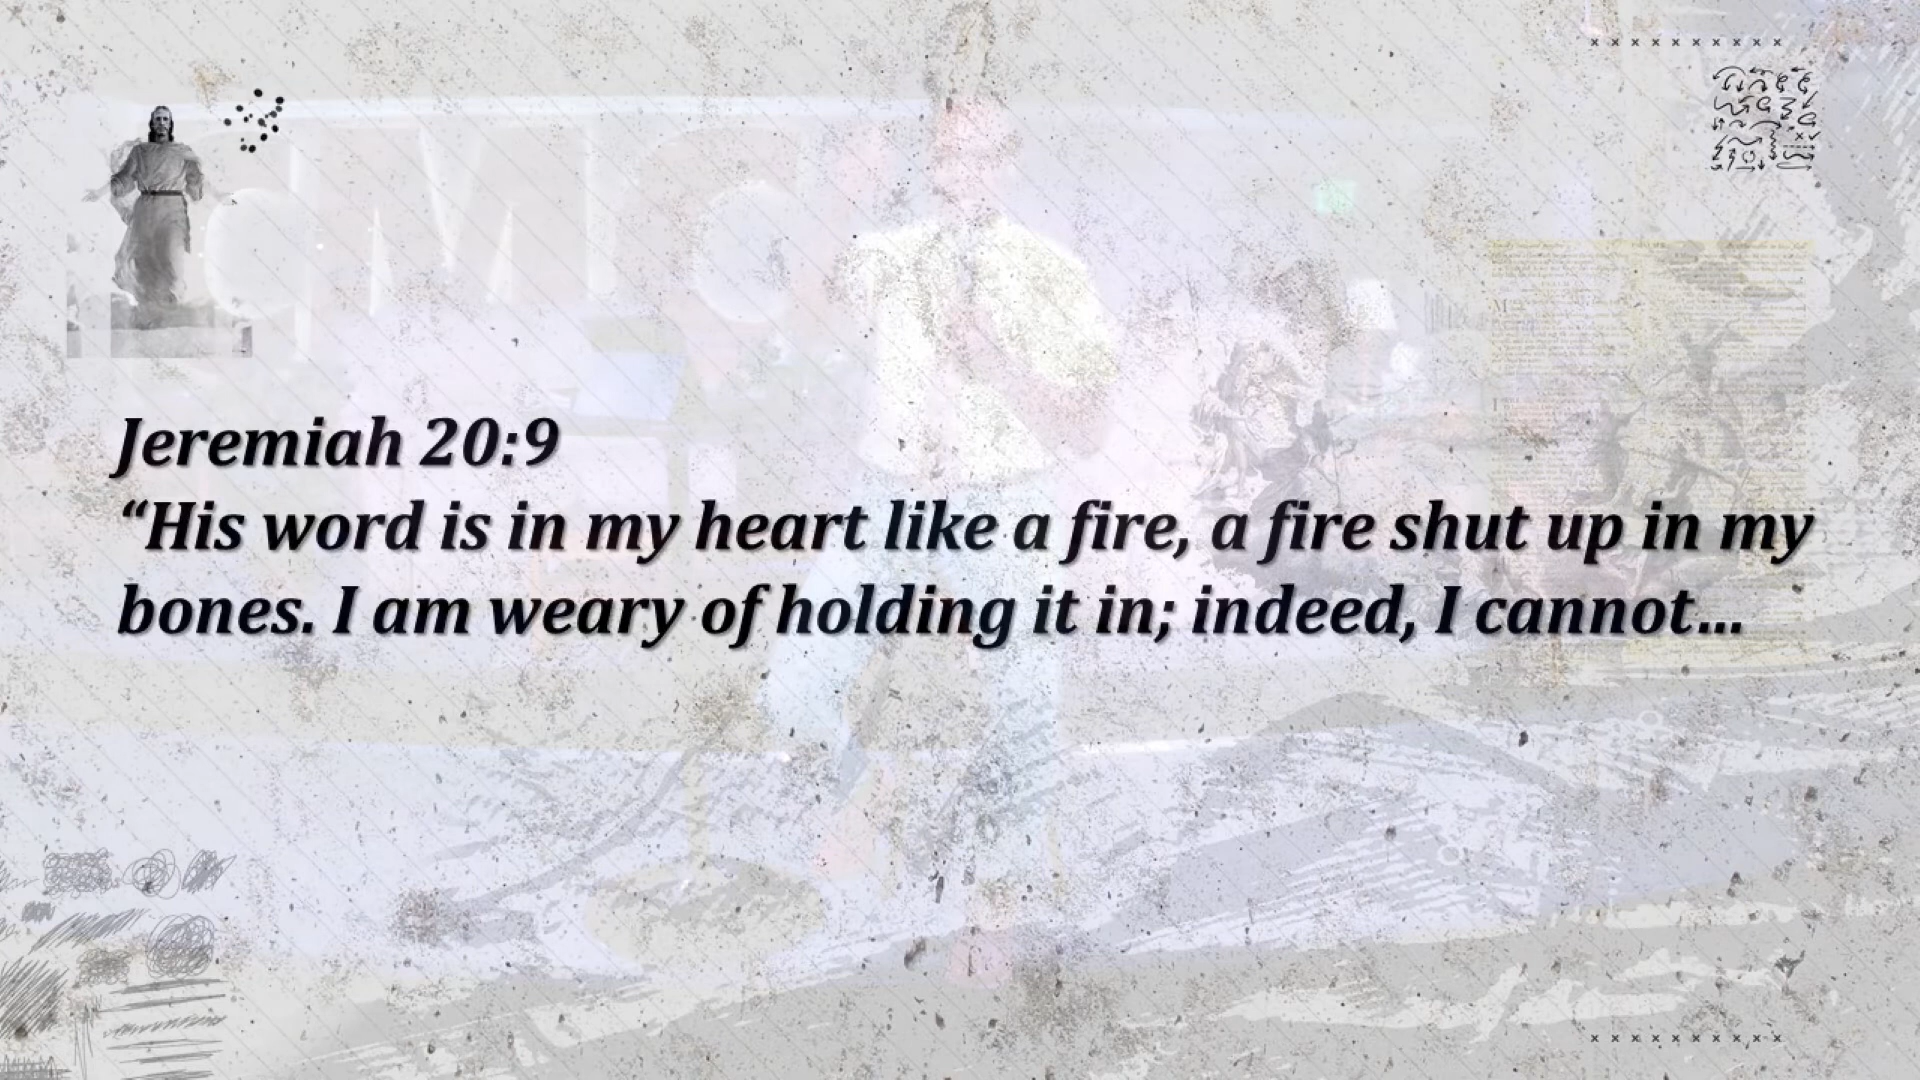 Jeremiah 20:9
“His word is in my heart like a fire, a fire shut up in my
bones. I am weary of holding it in; indeed, I cannot…